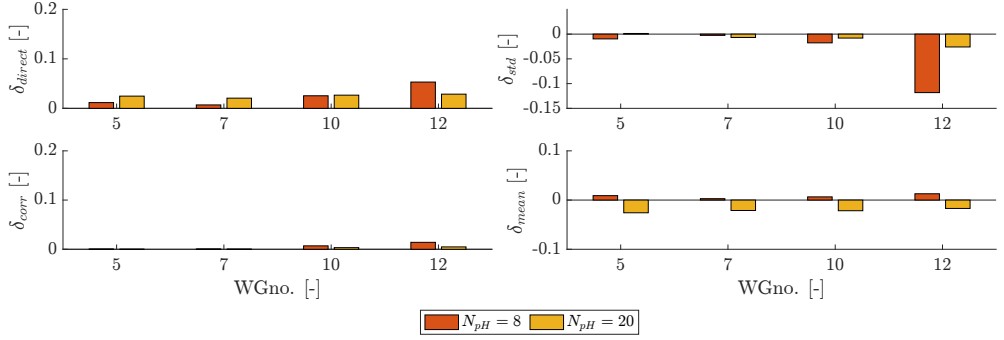 0.2
0.1
0
δ_direct [-]
5 7 10 12
0
-0.05
-0.1
-0.15
δ_std [-]
5 7 10 12
0.2
0.1
0
δ_corr [-]
5 7 10 12
WGno. [-]
0.1
0
-0.1
δ_mean [-]
5 7 10 12
WGno. [-]
N_pH = 8 N_pH = 20